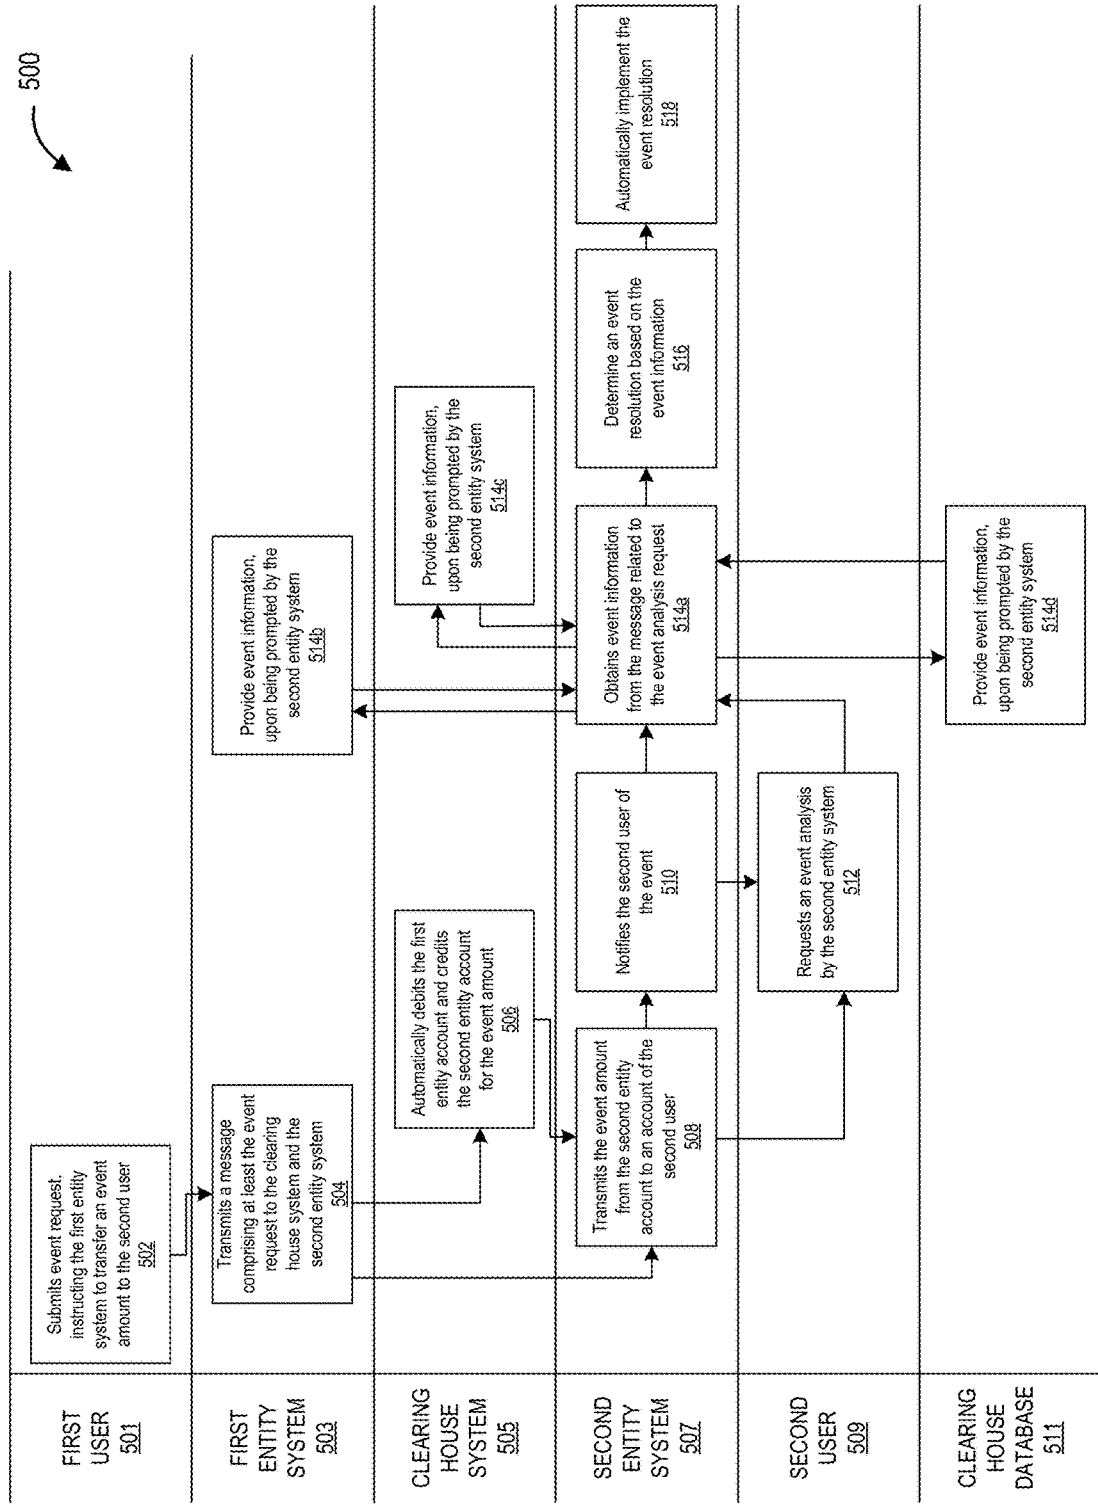 500
FIRST
USER
501
Submits event request,
instructing the first entity
system to transfer an event
amount to the second user
502
FIRST
ENTITY
SYSTEM
503
Transmits a message
comprising at least the event
request to the clearing
house system and the
second entity system
504
Provide event information,
upon being prompted by the
second entity system
514b
CLEARING
HOUSE
SYSTEM
505
Automatically debits the first
entity account and credits
the second entity account
for the event amount
506
Provide event information,
upon being prompted by the
second entity system
514c
SECOND
ENTITY
SYSTEM
507
Transmits the event amount
from the second entity
account to an account of the
second user
508
Notifies the second user of
the event
510
Obtains event information
from the message related to
the event analysis request
514a
Determine an event
resolution based on the
event information
516
Automatically implement the
event resolution
518
SECOND
USER
509
Requests an event analysis
by the second entity system
512
CLEARING
HOUSE
DATABASE
511
Provide event information,
upon being prompted by the
second entity system
514d